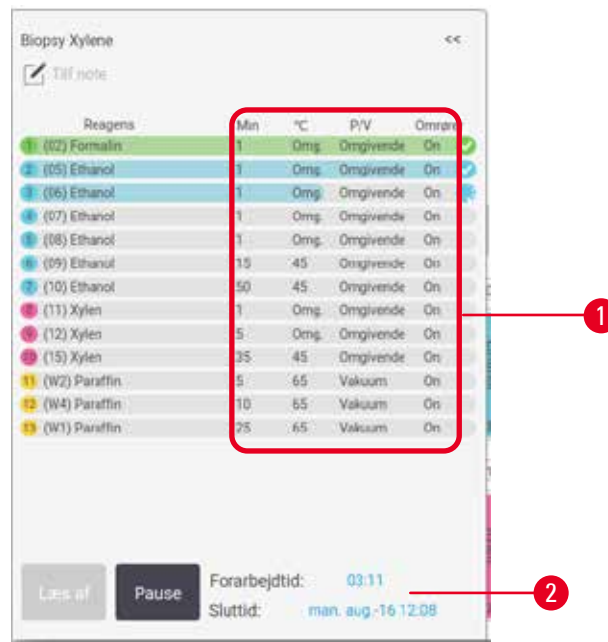 Biopsy Xylene <<
Tilf note
Reagens Min °C P/V Omrører
1 (02) Formalin 1 Omg. Omgivende On
2 (05) Ethanol 1 Omg. Omgivende On
3 (06) Ethanol 1 Omg. Omgivende On
4 (07) Ethanol 1 Omg. Omgivende On
5 (08) Ethanol 1 Omg. Omgivende On
6 (09) Ethanol 15 45 Omgivende On
7 (10) Ethanol 50 45 Omgivende On
8 (11) Xylen 1 Omg. Omgivende On
9 (12) Xylen 5 Omg. Omgivende On
10 (15) Xylen 35 45 Omgivende On
11 (W2) Paraffin 5 65 Vakuum On
12 (W4) Paraffin 10 65 Vakuum On
13 (W1) Paraffin 25 65 Vakuum On
1
Læs af Pause Forarbejdtid: 03:11
Sluttid: man. aug.-16 12:08
2